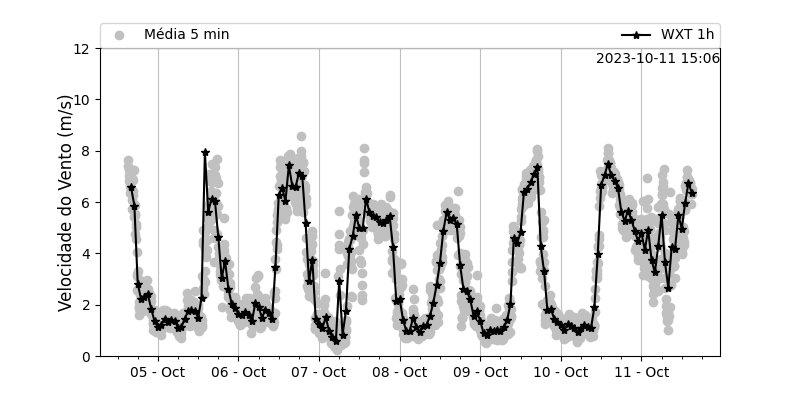 Média 5 min
WXT 1h
2023-10-11 15:06
Velocidade do Vento (m/s)
12
10
8
6
4
2
0
05 - Oct
06 - Oct
07 - Oct
08 - Oct
09 - Oct
10 - Oct
11 - Oct